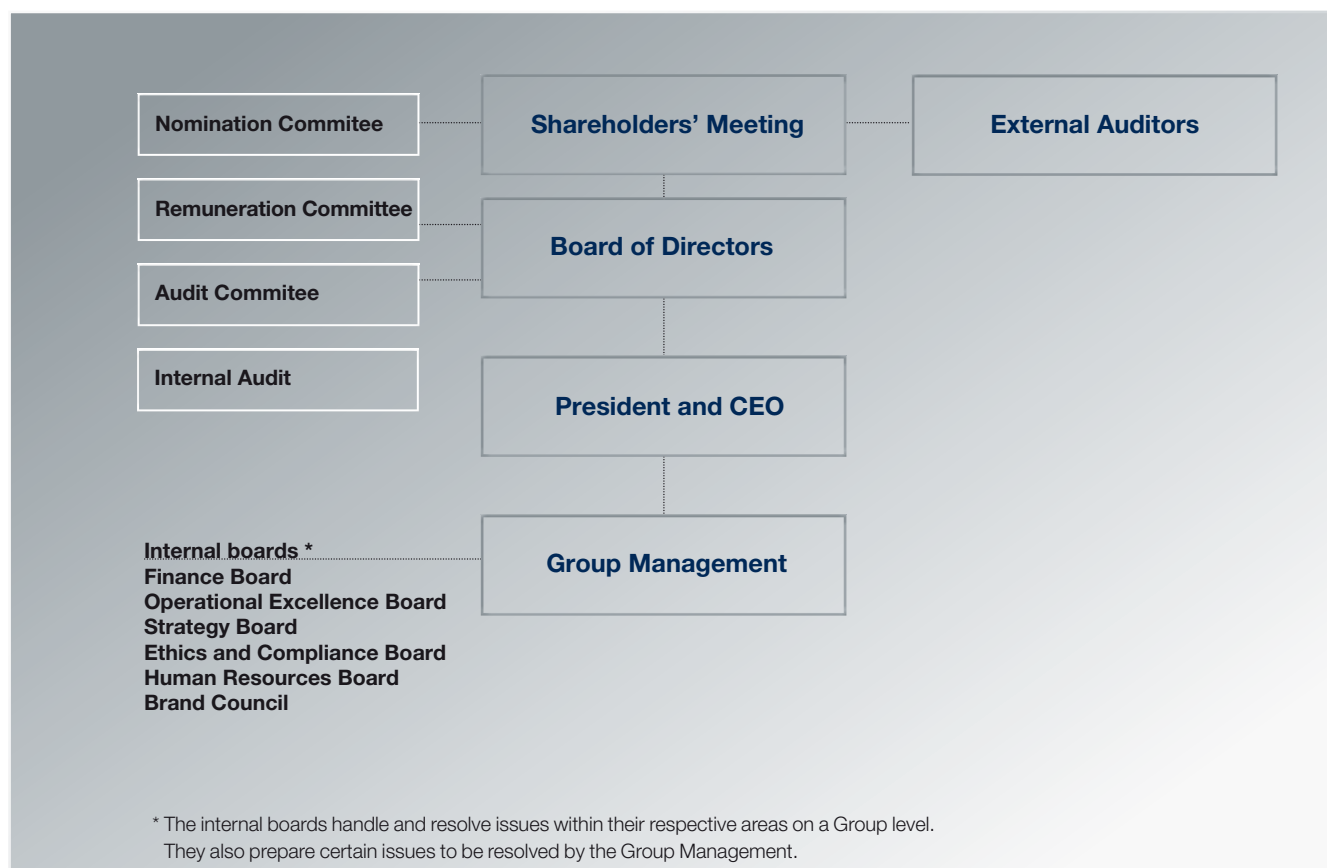 Nomination Commitee
Shareholders’ Meeting
External Auditors
Remuneration Committee
Board of Directors
Audit Commitee
Internal Audit
President and CEO
Group Management
Internal boards *
Finance Board
Operational Excellence Board
Strategy Board
Ethics and Compliance Board
Human Resources Board
Brand Council
* The internal boards handle and resolve issues within their respective areas on a Group level.
They also prepare certain issues to be resolved by the Group Management.